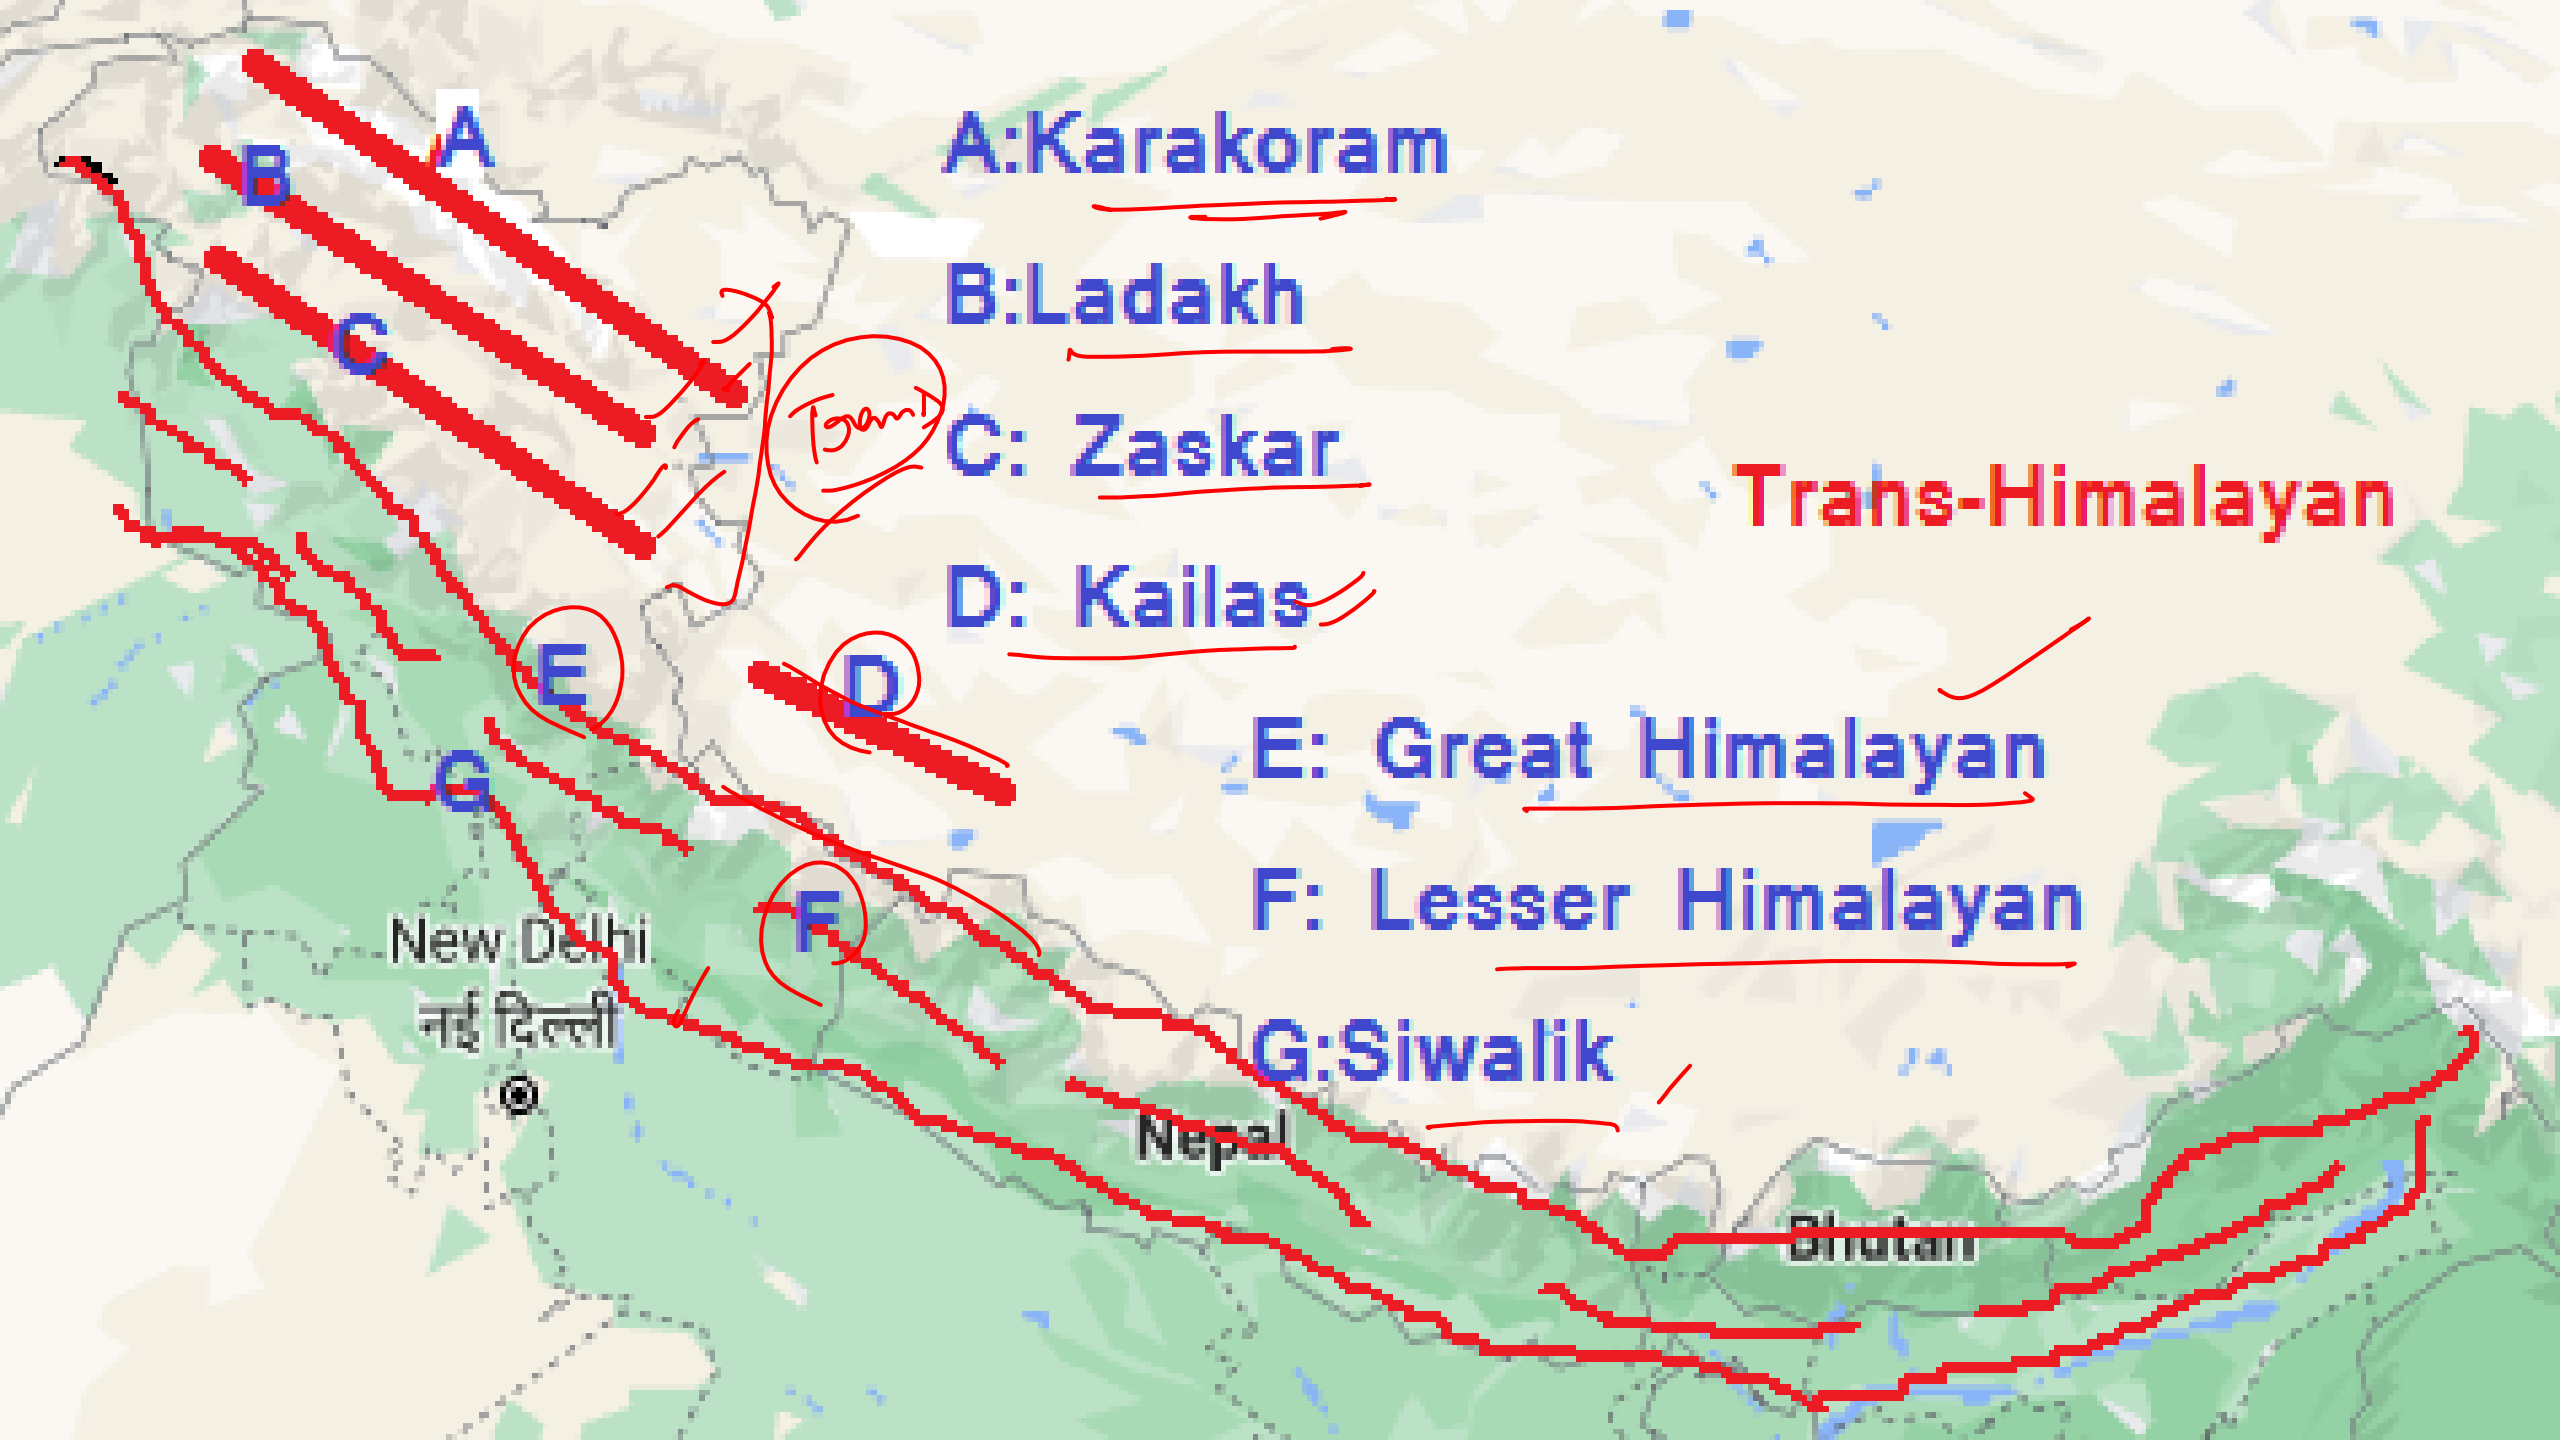 A
B
C
A:Karakoram
B:Ladakh
C: Zaskar
Trans-Himalayan
D: Kailas
E
D
E: Great Himalayan
G
F
F: Lesser Himalayan
New Delhi
नई दिल्ली
G:Siwalik
Nepal
Bhutan